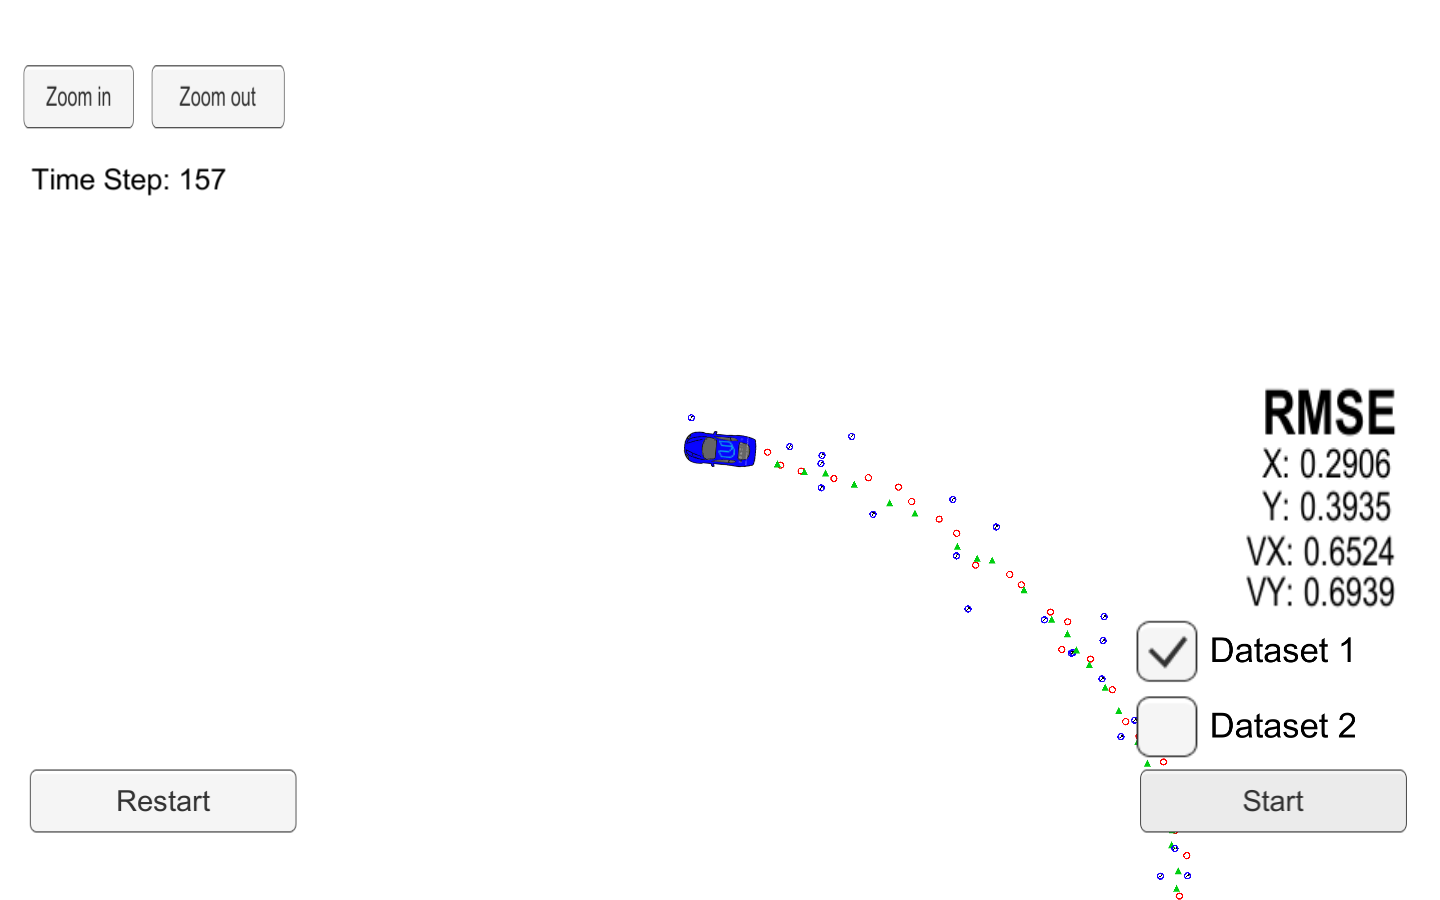 Zoom in
Zoom out
Time Step: 157
RMSE
X: 0.2906
Y: 0.3935
VX: 0.6524
VY: 0.6939
Dataset 1
Dataset 2
Restart
Start